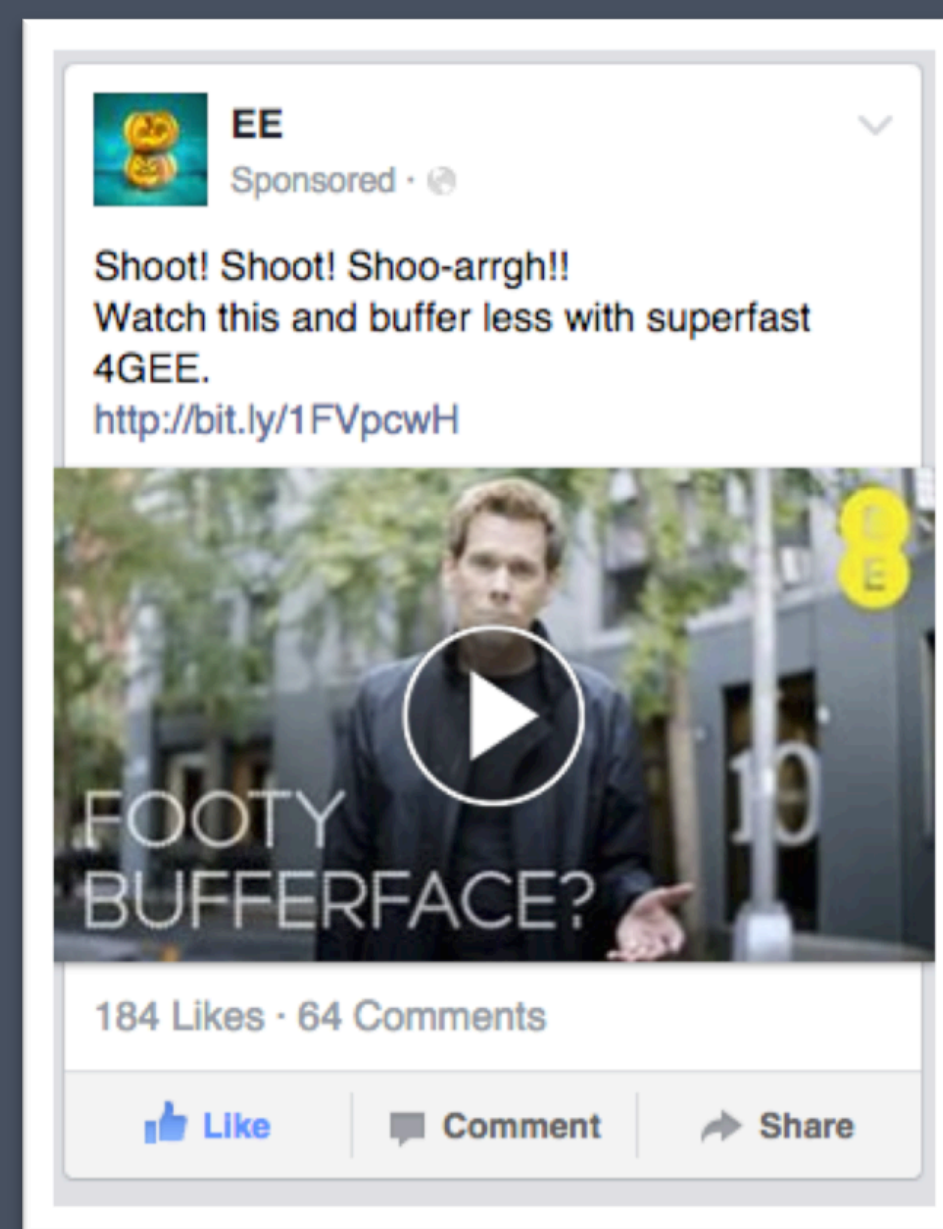 EE
Sponsored ·
Shoot! Shoot! Shoo-arrgh!!
Watch this and buffer less with superfast
4GEE.
http://bit.ly/1FVpcwH
E
E
10
FOOTY
BUFFERFACE?
184 Likes · 64 Comments
Like Comment Share